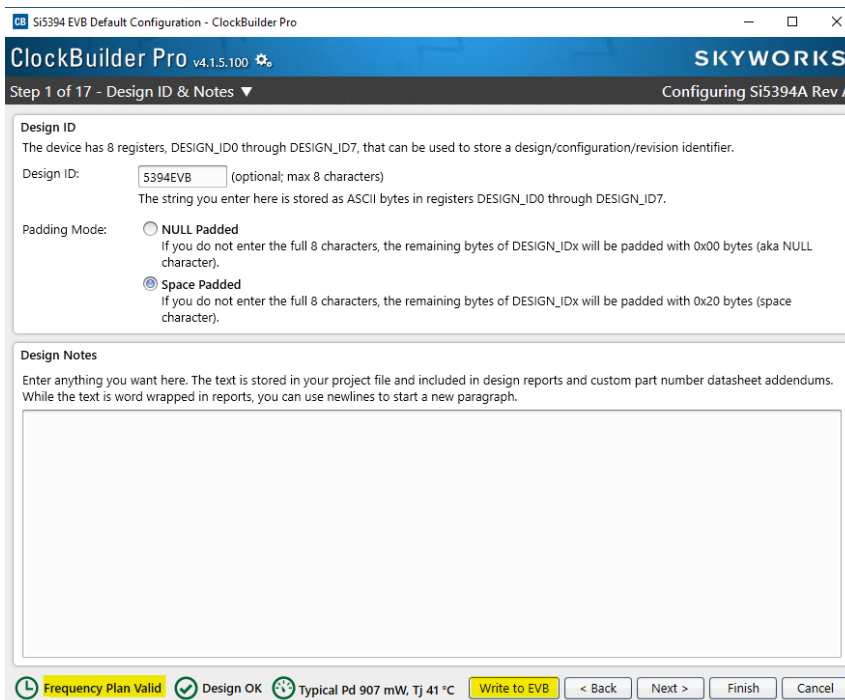 CB Si5394 EVB Default Configuration - ClockBuilder Pro
ClockBuilder Pro v4.1.5.100
SKYWORKS
Step 1 of 17 - Design ID & Notes ▼
Configuring Si5394A Rev A
Design ID
The device has 8 registers, DESIGN_ID0 through DESIGN_ID7, that can be used to store a design/configuration/revision identifier.
Design ID: 5394EVB (optional; max 8 characters)
The string you enter here is stored as ASCII bytes in registers DESIGN_ID0 through DESIGN_ID7.
Padding Mode: NULL Padded
If you do not enter the full 8 characters, the remaining bytes of DESIGN_IDx will be padded with 0x00 bytes (aka NULL
character).
Space Padded
If you do not enter the full 8 characters, the remaining bytes of DESIGN_IDx will be padded with 0x20 bytes (space
character).
Design Notes
Enter anything you want here. The text is stored in your project file and included in design reports and custom part number datasheet addendums.
While the text is word wrapped in reports, you can use newlines to start a new paragraph.
Frequency Plan Valid Design OK Typical Pd 907 mW, Tj 41 °C Write to EVB < Back Next > Finish Cancel